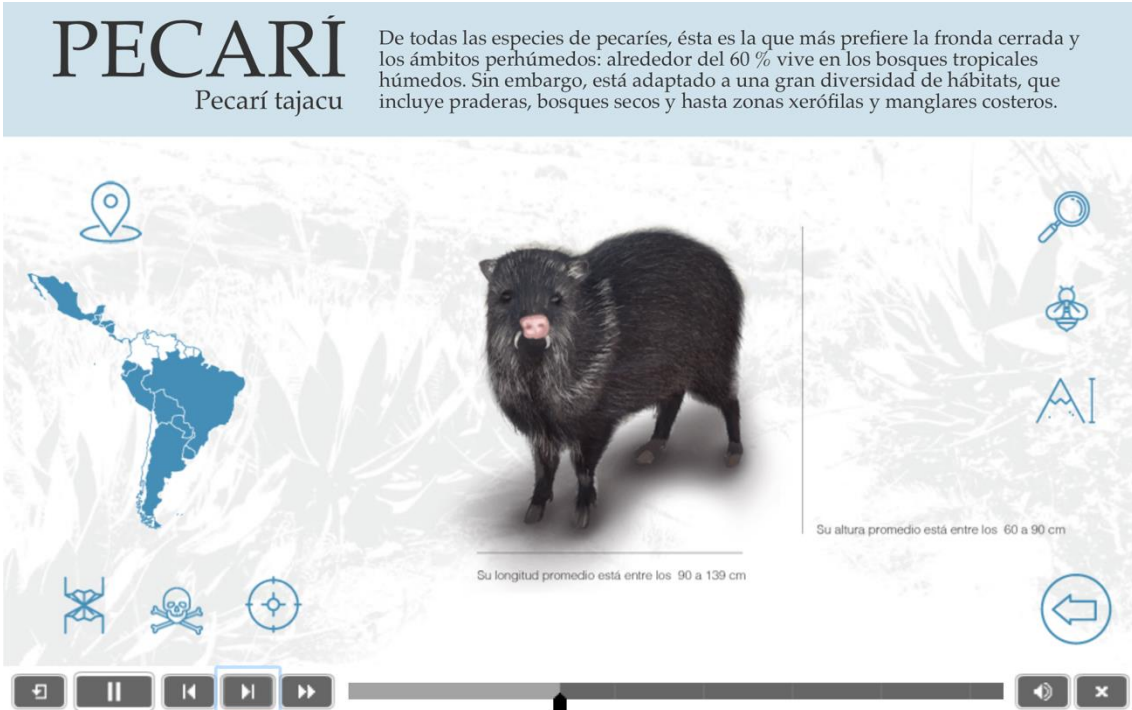 PECARÍ
Pecarí tajacu
De todas las especies de pecaríes, ésta es la que más prefiere la fronda cerrada y
los ámbitos perhúmedos: alrededor del 60 % vive en los bosques tropicales
húmedos. Sin embargo, está adaptado a una gran diversidad de hábitats, que
incluye praderas, bosques secos y hasta zonas xerófilas y manglares costeros.
Su altura promedio está entre los 60 a 90 cm
Su longitud promedio está entre los 90 a 139 cm